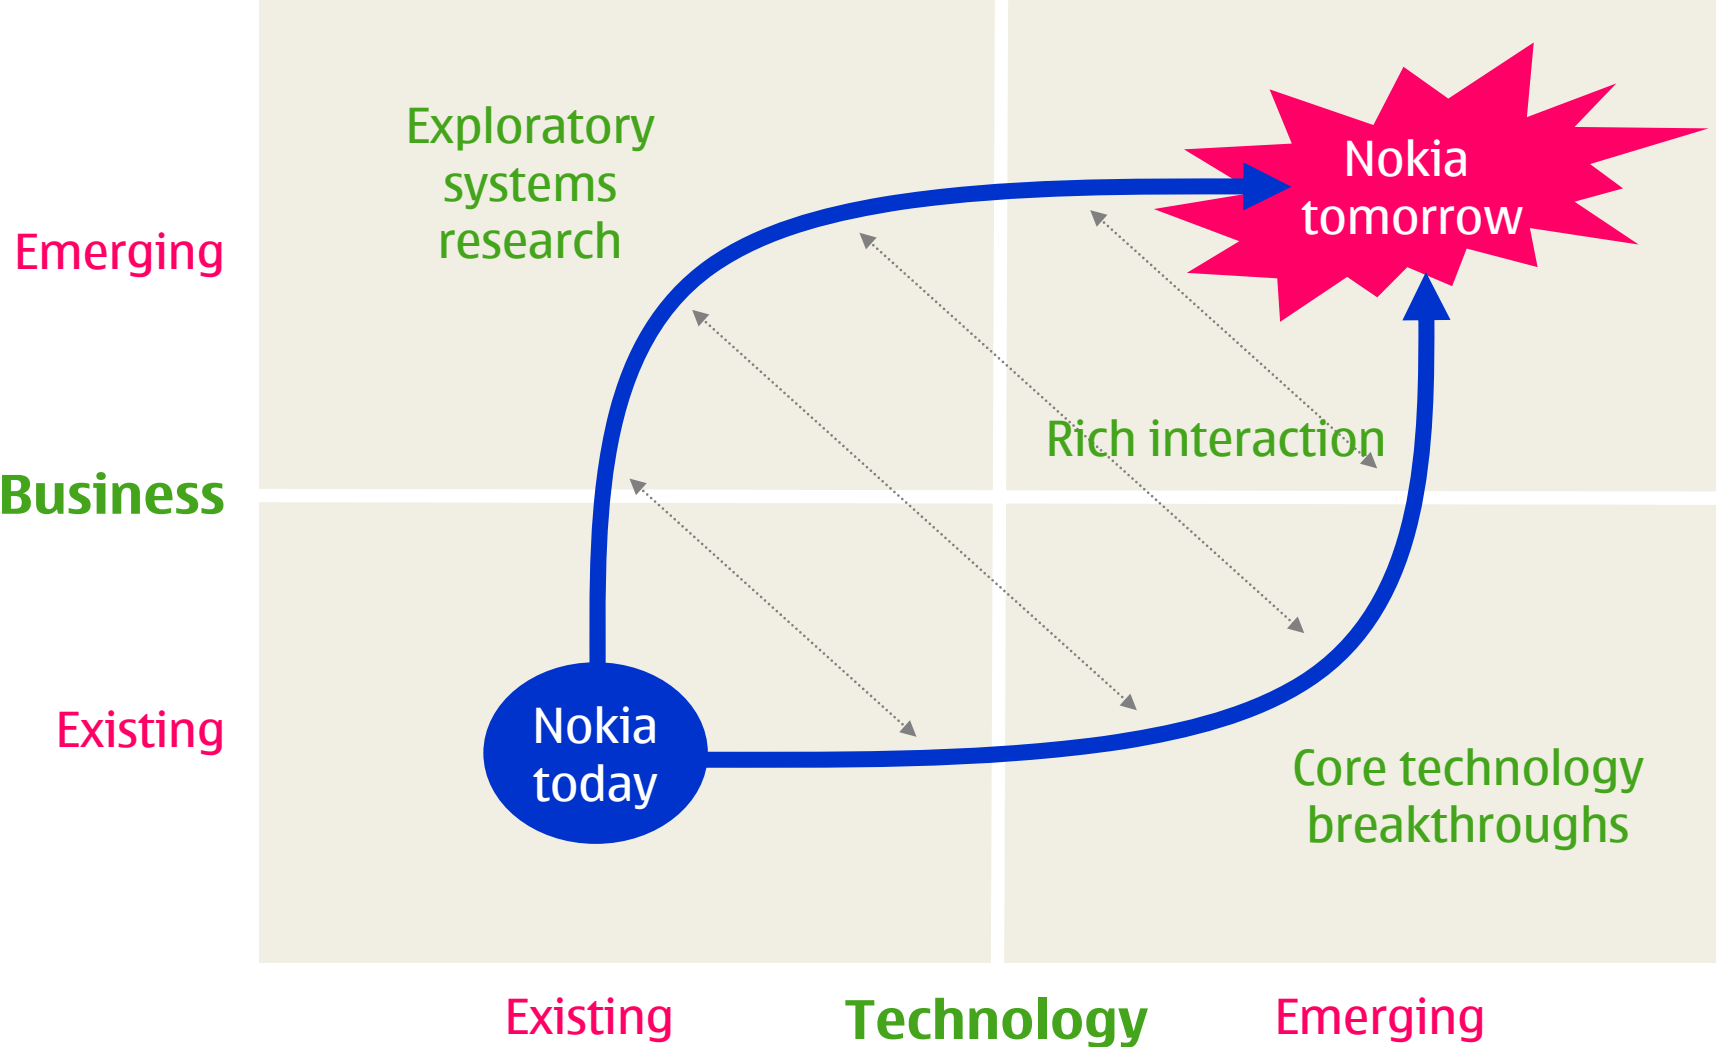 Exploratory
systems
research
Nokia
tomorrow
Emerging
Rich interaction
Business
Existing
Nokia
today
Core technology
breakthroughs
Existing
Technology
Emerging